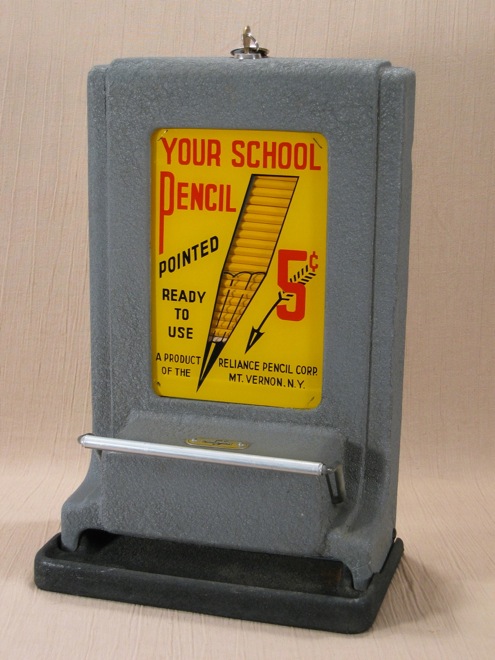 YOUR SCHOOL
PENCIL
POINTED
5¢
READY
TO
USE
A PRODUCT
OF THE
RELIANCE PENCIL CORP.
MT. VERNON, N.Y.